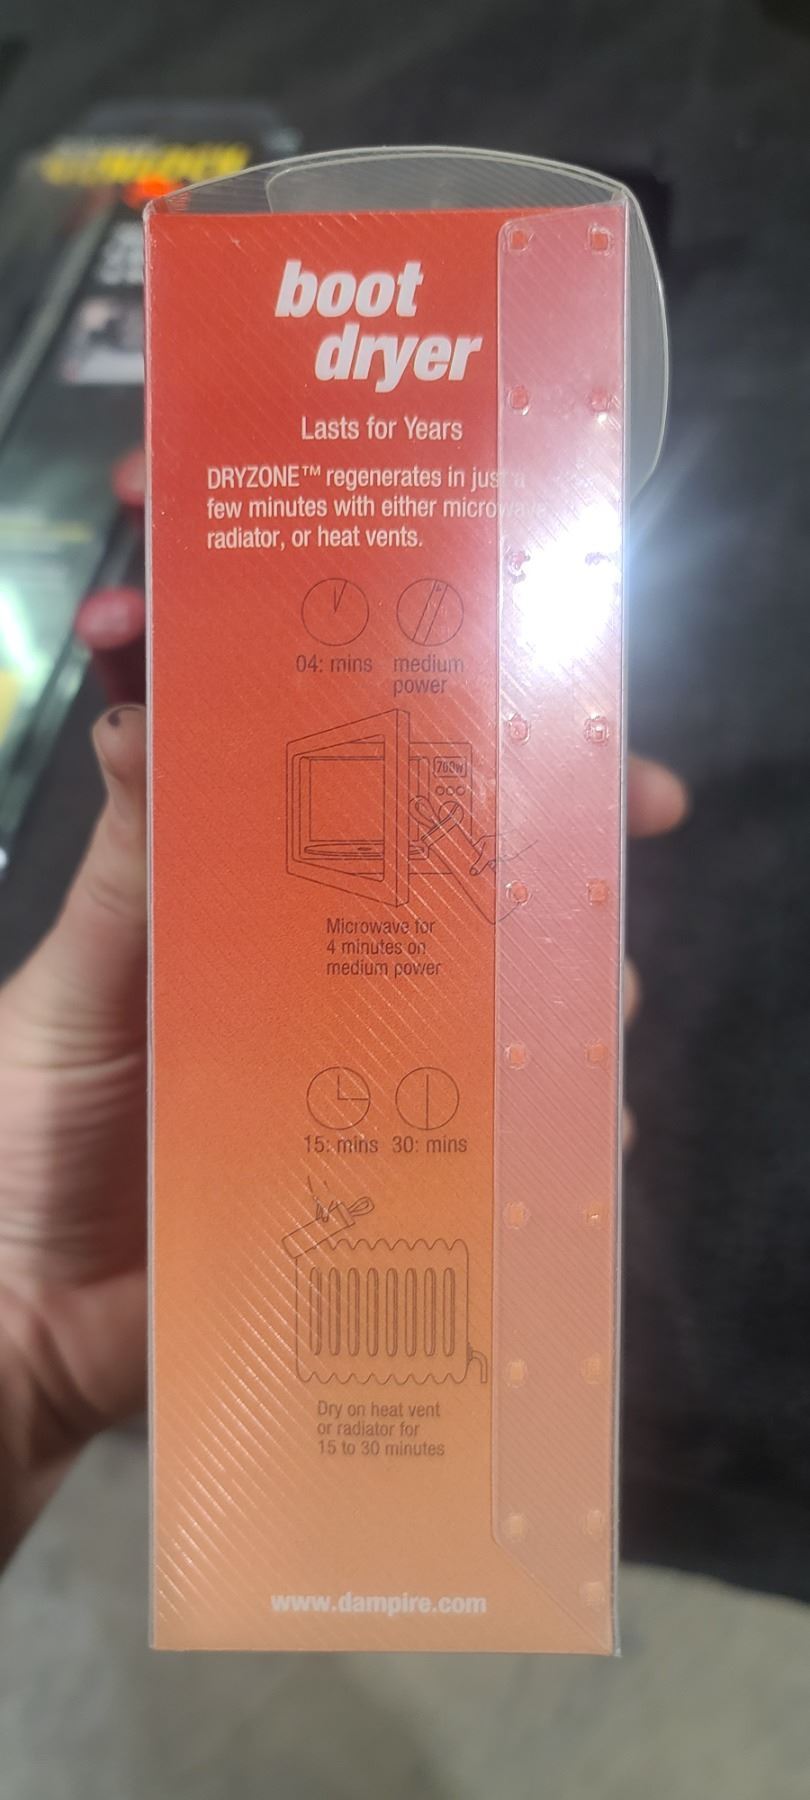 boot
dryer
Lasts for Years
DRYZONE™ regenerates in just a
few minutes with either microwave
radiator, or heat vents.
04: mins medium
power
700w
Microwave for
4 minutes on
medium power
15: mins 30: mins
Dry on heat vent
or radiator for
15 to 30 minutes
www.dampire.com